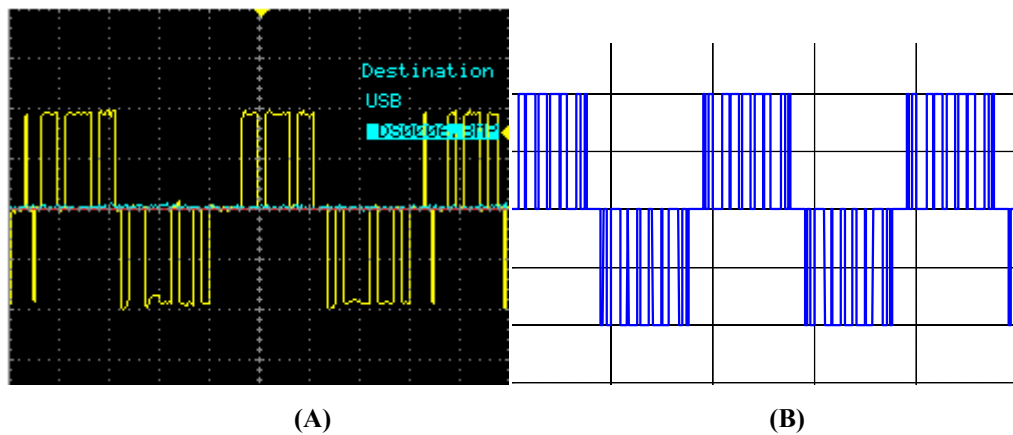 Destination
USB
DS0006.BMP
(A)
(B)